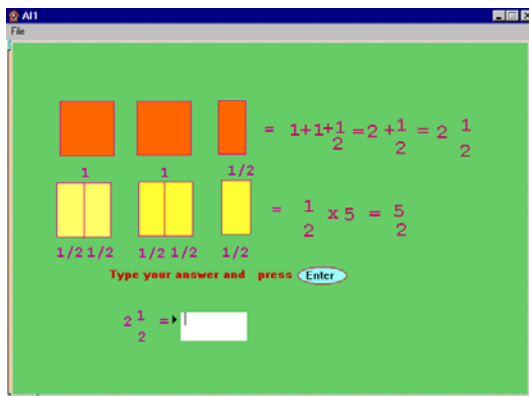 AI1
File
= 1+1+1/2 =2 +1/2 = 2 1/2
1 1 1/2
= 1/2 x 5 = 5/2
1/2 1/2 1/2 1/2 1/2
Type your answer and press Enter
2 1/2 =